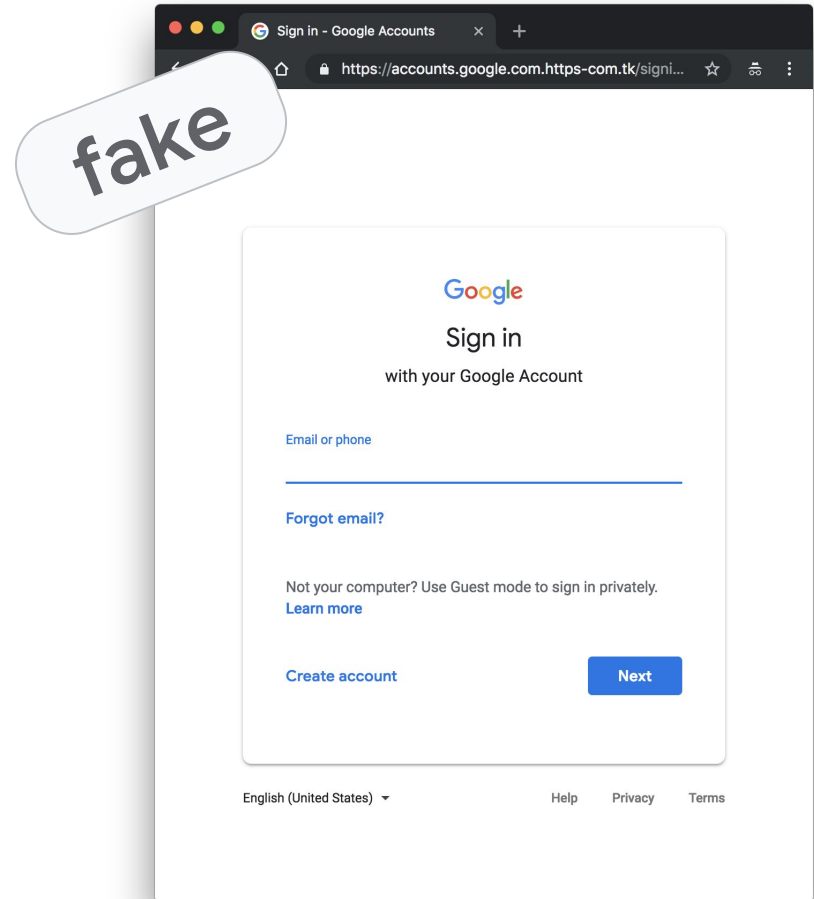 Sign in - Google Accounts
https://accounts.google.com.https-com.tk/signi...
fake
Google
Sign in
with your Google Account
Email or phone
Forgot email?
Not your computer? Use Guest mode to sign in privately.
Learn more
Create account Next
English (United States) Help Privacy Terms